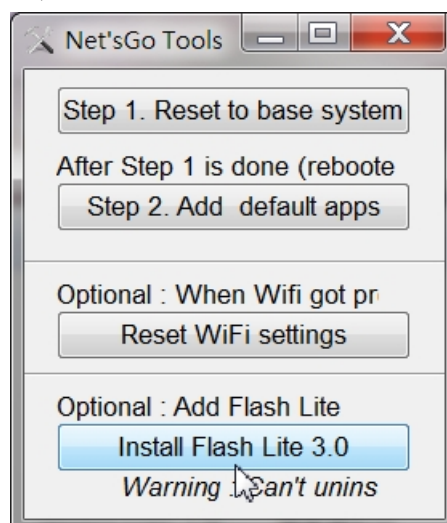 Net'sGo Tools
Step 1. Reset to base system
After Step 1 is done (reboote
Step 2. Add default apps
Optional : When Wifi got pr
Reset WiFi settings
Optional : Add Flash Lite
Install Flash Lite 3.0
Warning : Can't unins